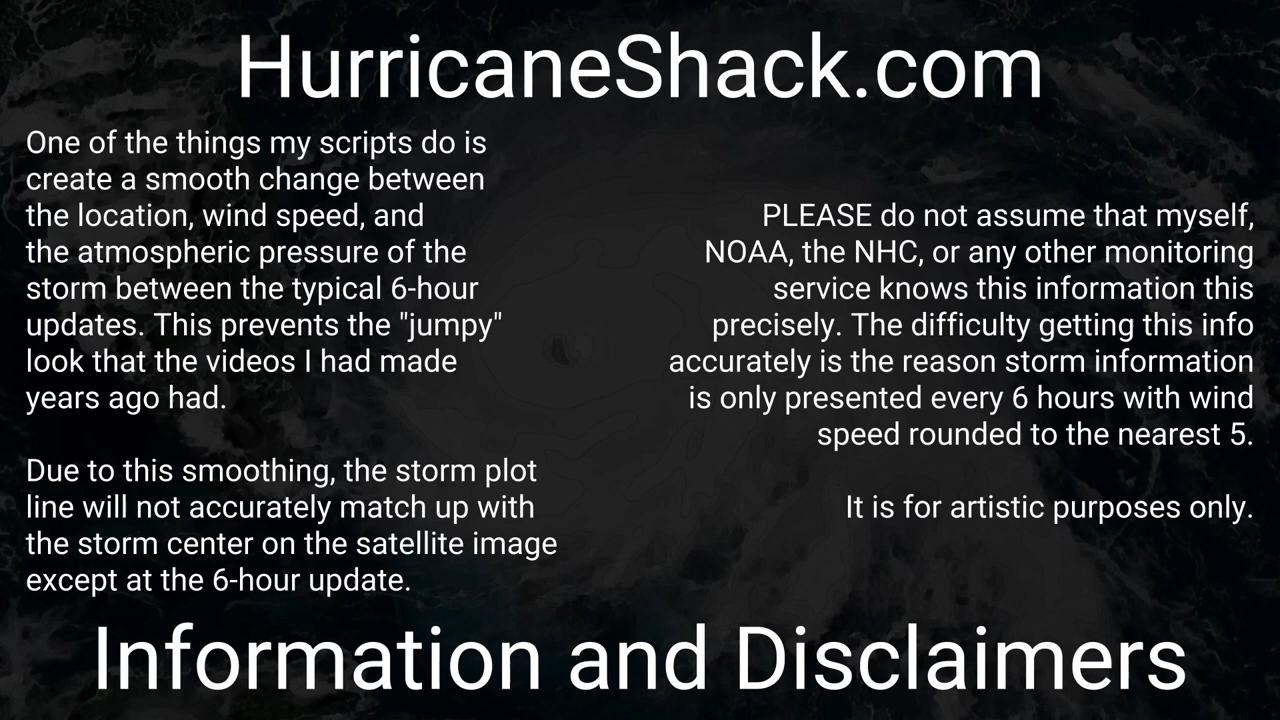 HurricaneShack.com
One of the things my scripts do is
create a smooth change between
the location, wind speed, and
the atmospheric pressure of the
storm between the typical 6-hour
updates. This prevents the "jumpy"
look that the videos I had made
years ago had.
Due to this smoothing, the storm plot
line will not accurately match up with
the storm center on the satellite image
except at the 6-hour update.
PLEASE do not assume that myself,
NOAA, the NHC, or any other monitoring
service knows this information this
precisely. The difficulty getting this info
accurately is the reason storm information
is only presented every 6 hours with wind
speed rounded to the nearest 5.
It is for artistic purposes only.
Information and Disclaimers